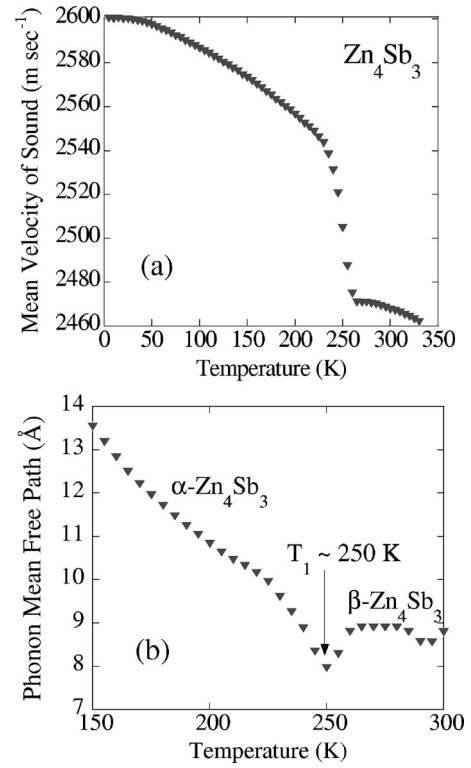 2600
2580
2560
2540
2520
2500
2480
2460
Mean Velocity of Sound (m sec⁻¹)
Zn₄Sb₃
(a)
0 50 100 150 200 250 300 350
Temperature (K)
14
13
12
11
10
9
8
7
Phonon Mean Free Path (Å)
α-Zn₄Sb₃
T₁ ~ 250 K
β-Zn₄Sb₃
(b)
150 200 250 300
Temperature (K)